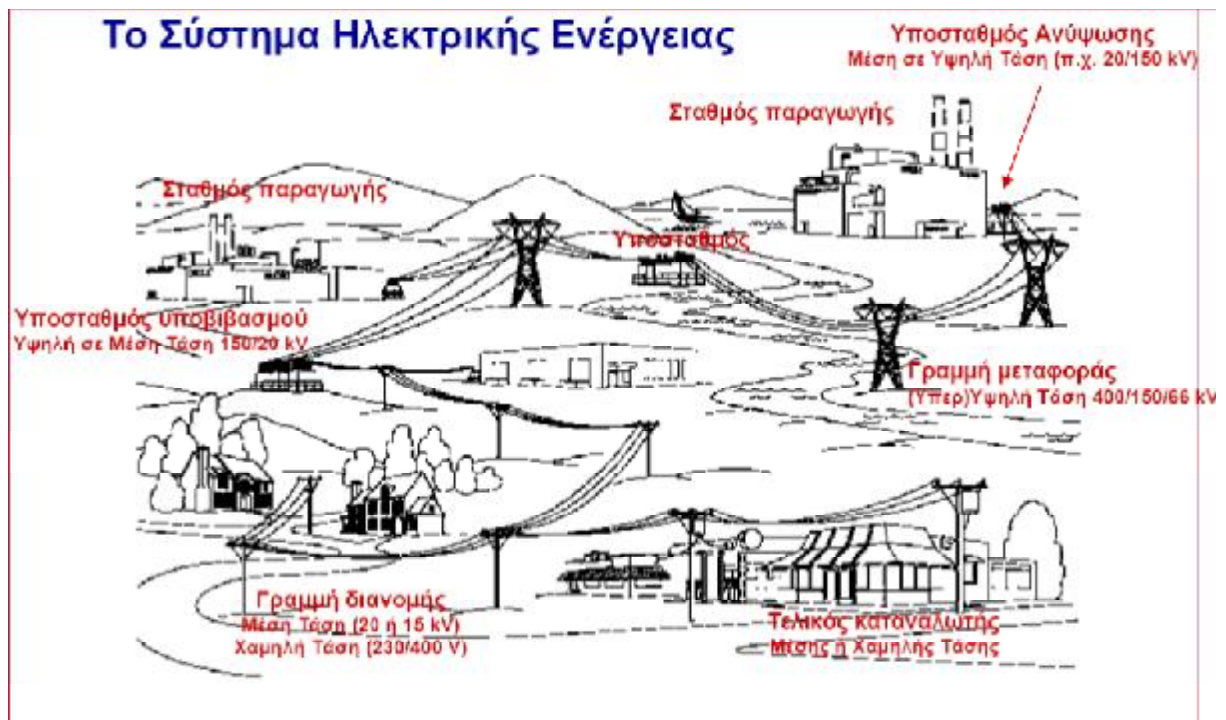 Το Σύστημα Ηλεκτρικής Ενέργειας
Υποσταθμός Ανύψωσης
Μέση σε Υψηλή Τάση (π.χ. 20/150 kV)
Σταθμός παραγωγής
Σταθμός παραγωγής
Υποσταθμός
Υποσταθμός υποβιβασμού
Υψηλή σε Μέση Τάση 150/20 kV
Γραμμή μεταφοράς
(Υπερ)Υψηλή Τάση 400/150/66 kV
Γραμμή διανομής
Μέση Τάση (20 ή 15 kV)
Χαμηλή Τάση (230/400 V)
Τελικός καταναλωτής
Μέσης ή Χαμηλής Τάσης